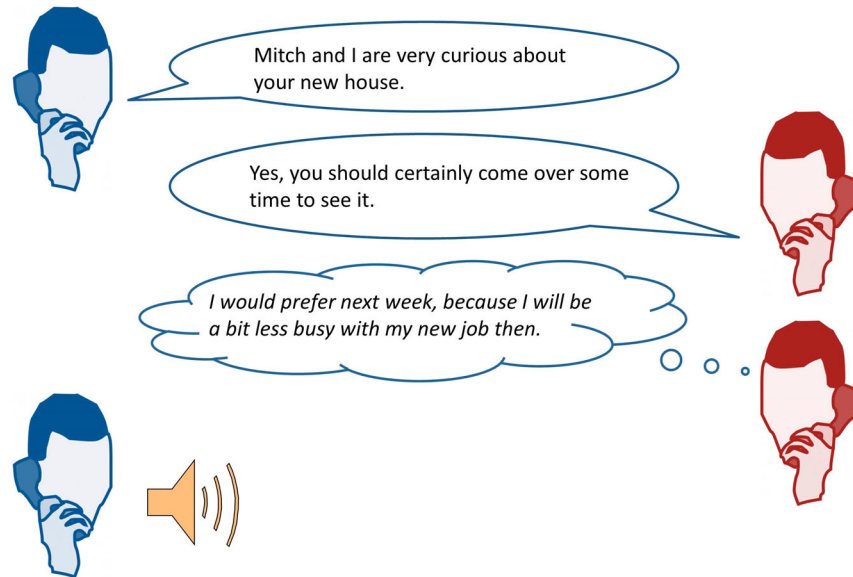 Mitch and I are very curious about
your new house.
Yes, you should certainly come over some
time to see it.
I would prefer next week, because I will be
a bit less busy with my new job then.